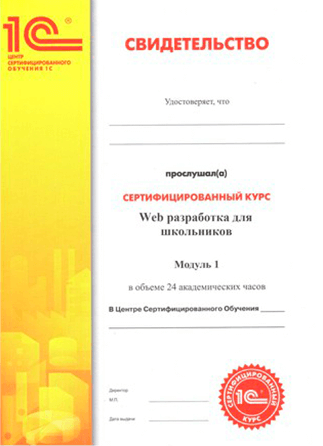 1С®
ЦЕНТР
СЕРТИФИЦИРОВАННОГО
ОБУЧЕНИЯ 1С
СВИДЕТЕЛЬСТВО
Удостоверяет, что
прослушал(а)
СЕРТИФИЦИРОВАННЫЙ КУРС
Web разработка для
школьников
Модуль 1
в объеме 24 академических часов
В Центре Сертифицированного Обучения
Директор
М.П.
Дата выдачи
СЕРТИФИЦИРОВАННЫЙ
1С®
КУРС